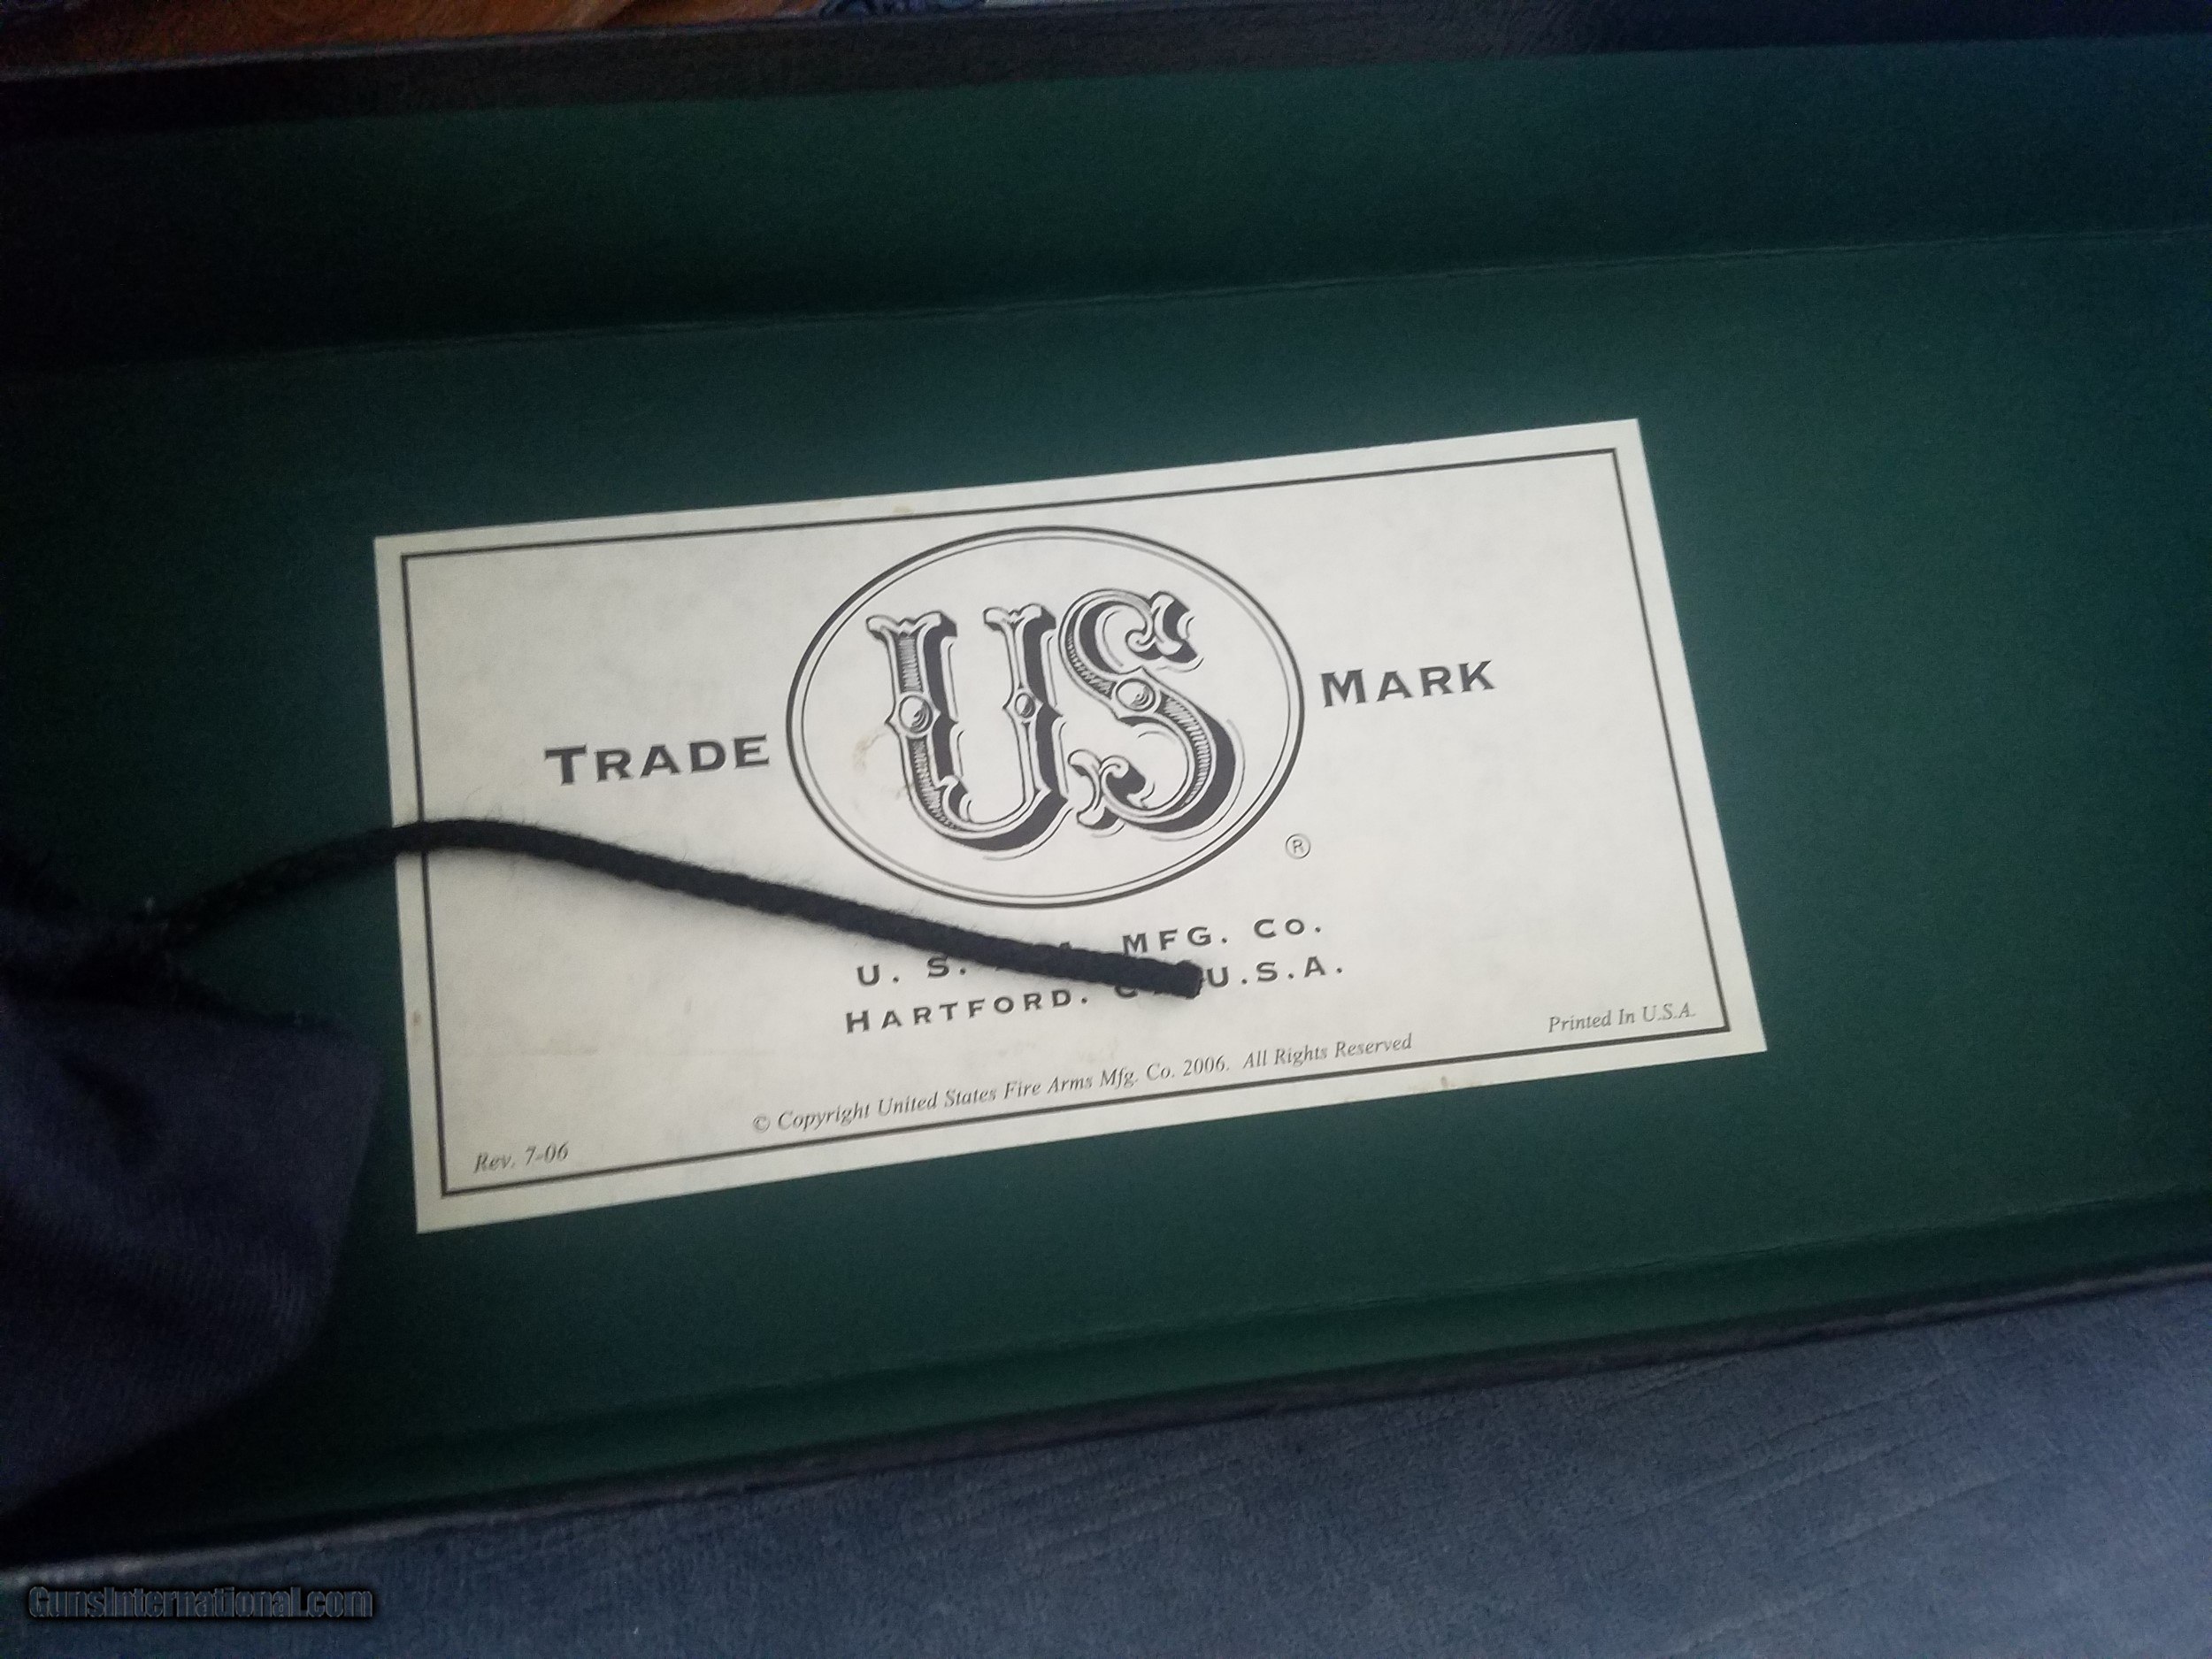 TRADE US MARK
®
U. S. MFG. CO.
HARTFORD. U.S.A.
© Copyright United States Fire Arms Mfg. Co. 2006. All Rights Reserved
Printed In U.S.A.
Rev. 7-06
GunsInternational.com